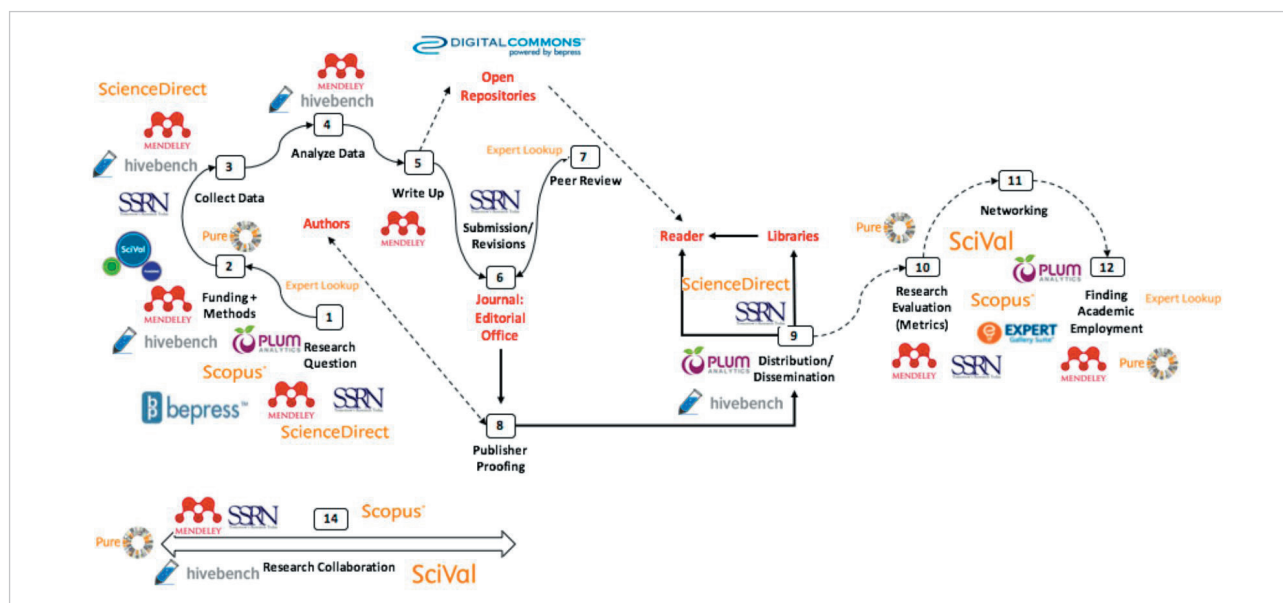 DIGITALCOMMONS™
powered by bepress
MENDELEY
hivebench
Open
Repositories
ScienceDirect
MENDELEY
hivebench
4
Analyze Data
3
Collect Data
5
Write Up
Expert Lookup
7
Peer Review
SSRN
MENDELEY
SSRN
Submission/
Revisions
Authors
Pure
SciVal
2
Funding +
Methods
Expert Lookup
MENDELEY
hivebench
1
Research
Question
PLUM
ANALYTICS
Scopus
bepress™
MENDELEY
SSRN
ScienceDirect
6
Journal:
Editorial
Office
8
Publisher
Proofing
Reader
Libraries
ScienceDirect
SSRN
9
Distribution/
Dissemination
PLUM
ANALYTICS
hivebench
Pure
10
Research
Evaluation
(Metrics)
MENDELEY
SSRN
11
Networking
SciVal
PLUM
ANALYTICS
Scopus
EXPERT
Gallery Suite
12
Finding
Academic
Employment
Expert Lookup
MENDELEY
Pure
MENDELEY
SSRN
14
Scopus
Pure
hivebench
Research Collaboration
SciVal